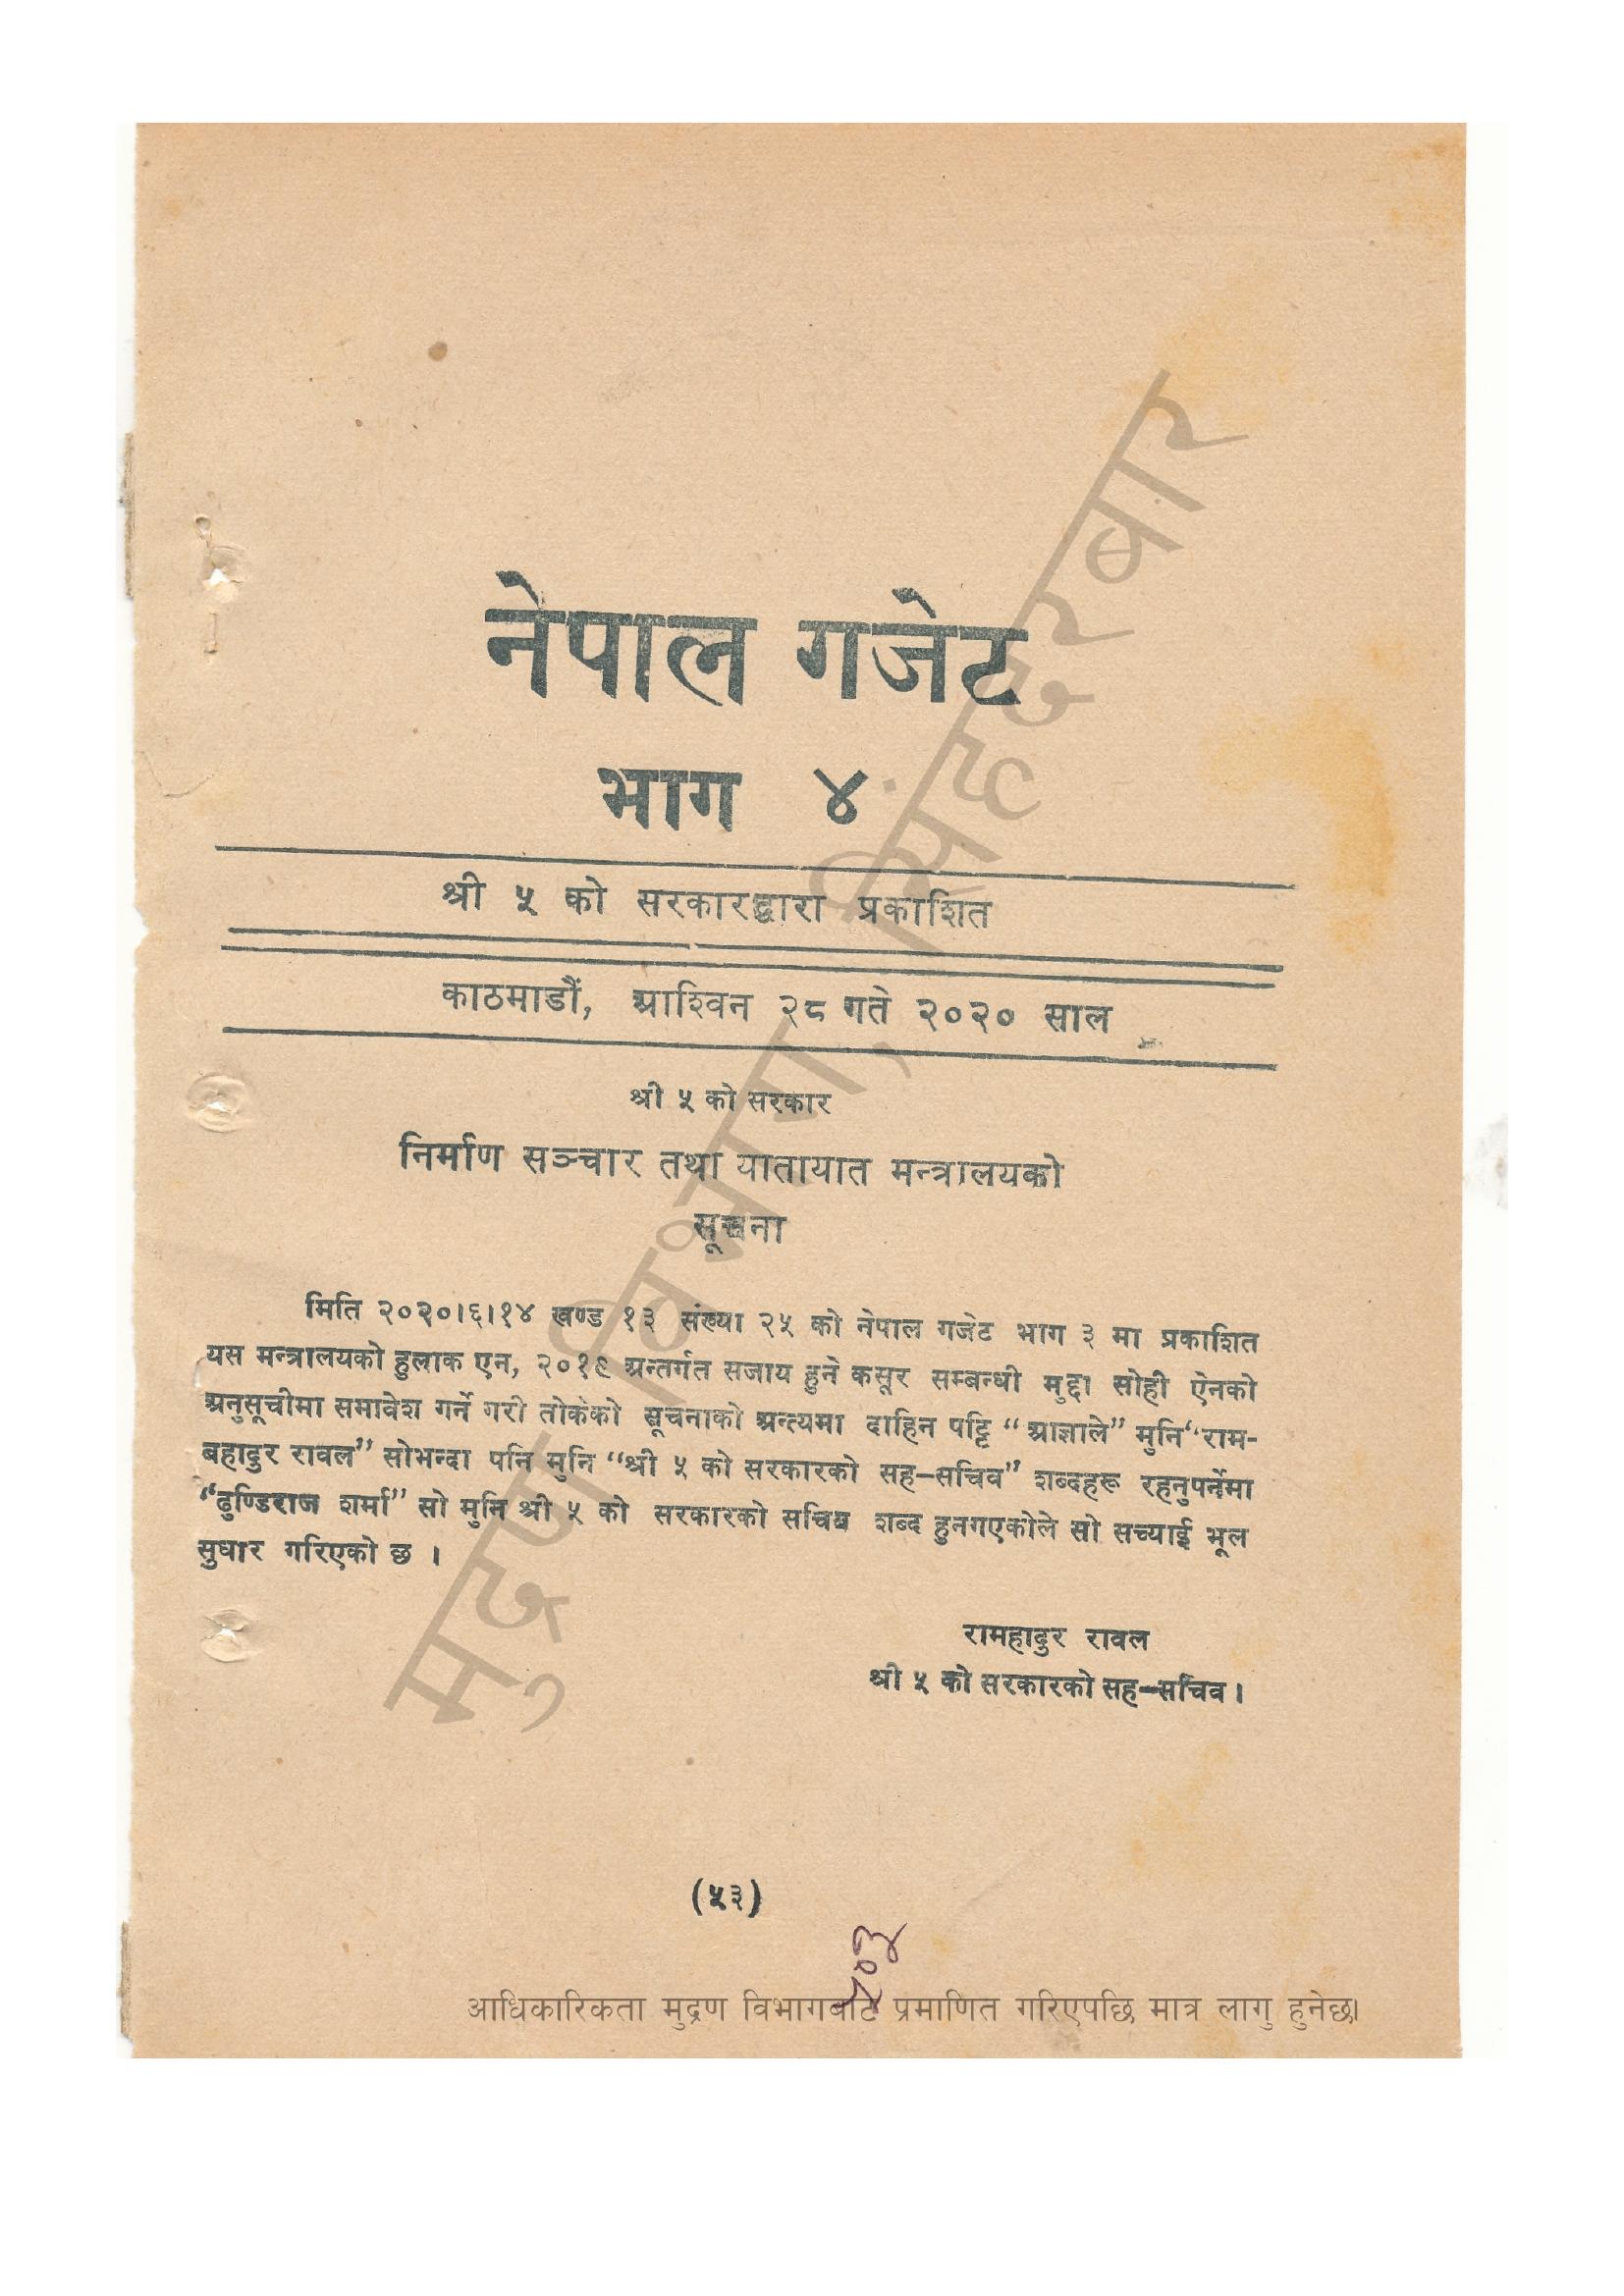 नेपाल गजेट
भाग ४
श्री ५ को सरकारद्वारा प्रकाशित
काठमाडौं, आश्विन २८ गते २०२० साल
श्री ५ को सरकार
निर्माण सञ्चार तथा यातायात मन्त्रालयको
सूचना
मिति २०२०।६।१४ खण्ड १३ संख्या २५ को नेपाल गजेट भाग ३ मा प्रकाशित
यस मन्त्रालयको हुलाक एन, २०१९ अन्तर्गत सजाय हुने कसूर सम्बन्धी मुद्दा सोही ऐनको
अनुसूचीमा समावेश गर्ने गरी तोकेको सूचनाको अन्त्यमा दाहिन पट्टि “आज्ञाले” मुनि “राम-
बहादुर रावल” सोभन्दा पनि मुनि “श्री ५ को सरकारको सह-सचिव” शब्दहरू रहनुपर्नेमा
“ढुण्डिराज शर्मा” सो मुनि श्री ५ को सरकारको सचिव शब्द हुनगएकोले सो सच्याई भूल
सुधार गरिएको छ ।
रामहादुर रावल
श्री ५ को सरकारको सह-सचिव ।
(५३)
आधिकारिकता मुद्रण विभागबाट प्रमाणित गरिएपछि मात्र लागु हुनेछ।
मुद्रण विभाग, सिंहदरबार